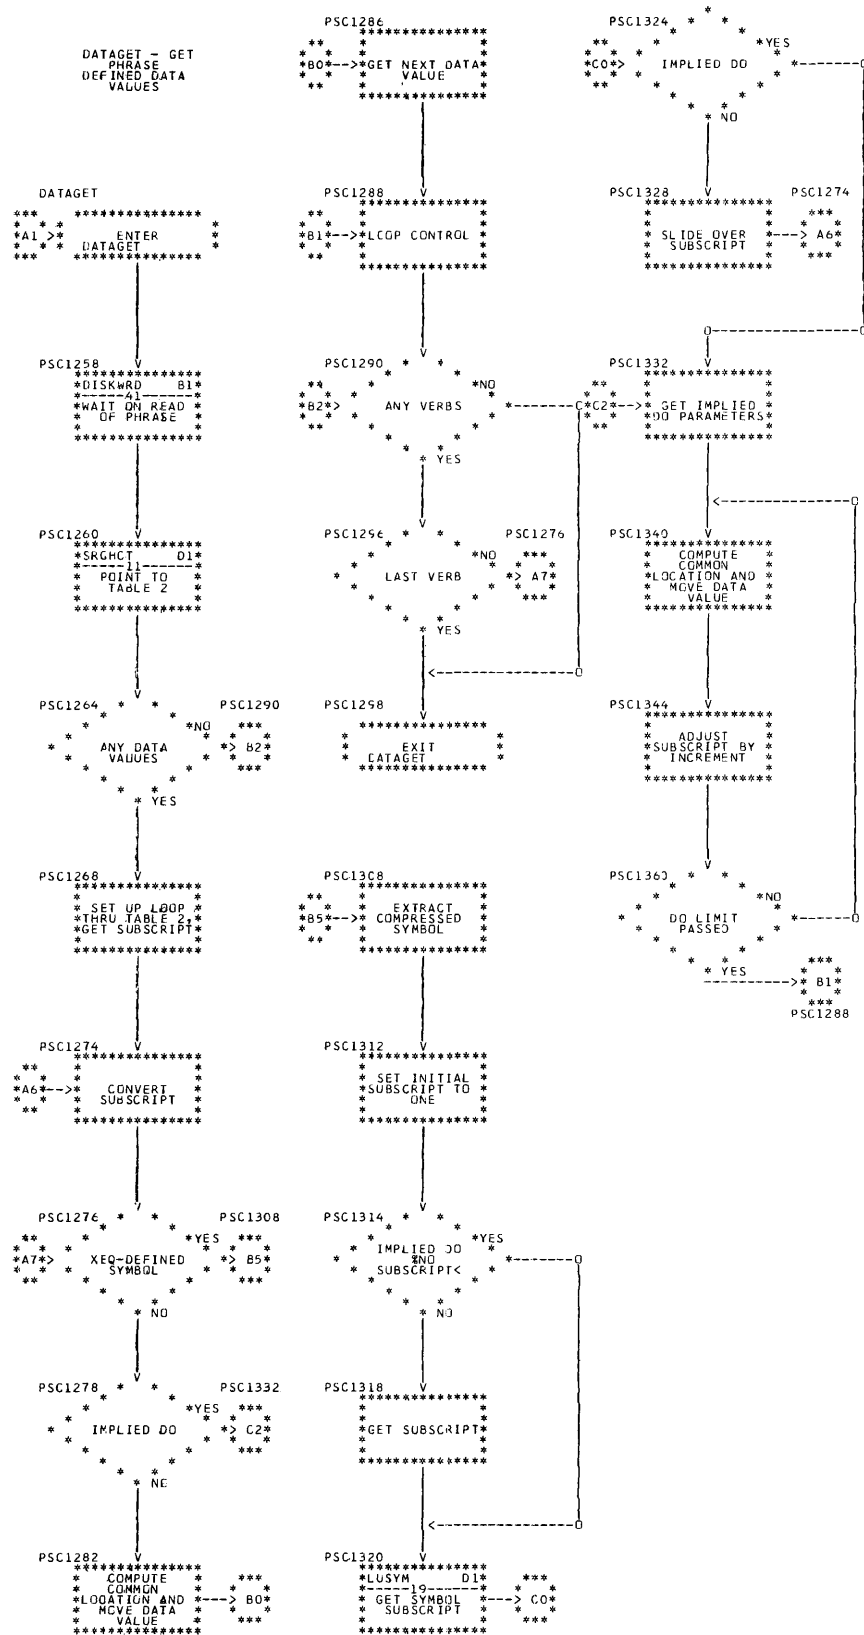 DATAGET - GET
PHRASE
DEFINED DATA
VALUES
DATAGET
A1
ENTER
DATAGET
PSC1258
DISKWRD B1
41
WAIT ON READ
OF PHRASE
PSC1260
SRGHCT D1
11
POINT TO
TABLE 2
PSC1264
ANY DATA
VALUES
NO
PSC1290
B2
YES
PSC1268
SET UP LOOP
THRU TABLE 2,
GET SUBSCRIPT
PSC1274
A6
CONVERT
SUBSCRIPT
PSC1276
A7
XEQ-DEFINED
SYMBOL
YES
PSC1308
B5
NO
PSC1278
IMPLIED DO
YES
PSC1332
C2
NO
PSC1282
COMPUTE
COMMON
LOCATION AND
MOVE DATA
VALUE
B0
PSC1286
B0
GET NEXT DATA
VALUE
PSC1288
B1
LOOP CONTROL
PSC1290
B2
ANY VERBS
NO
YES
PSC1296
LAST VERB
NO
PSC1276
A7
YES
PSC1298
EXIT
DATAGET
PSC1308
B5
EXTRACT
COMPRESSED
SYMBOL
PSC1312
SET INITIAL
SUBSCRIPT TO
ONE
PSC1314
IMPLIED DO
%NO
SUBSCRIPT<
YES
NO
PSC1318
GET SUBSCRIPT
PSC1320
LUSYM D1
19
GET SYMBOL
SUBSCRIPT
C0
PSC1324
C0
IMPLIED DO
YES
NO
PSC1328
SLIDE OVER
SUBSCRIPT
PSC1274
A6
PSC1332
C2
GET IMPLIED
DO PARAMETERS
PSC1340
COMPUTE
COMMON
LOCATION AND
MOVE DATA
VALUE
PSC1344
ADJUST
SUBSCRIPT BY
INCREMENT
PSC1360
DO LIMIT
PASSED
NO
YES
B1
PSC1288